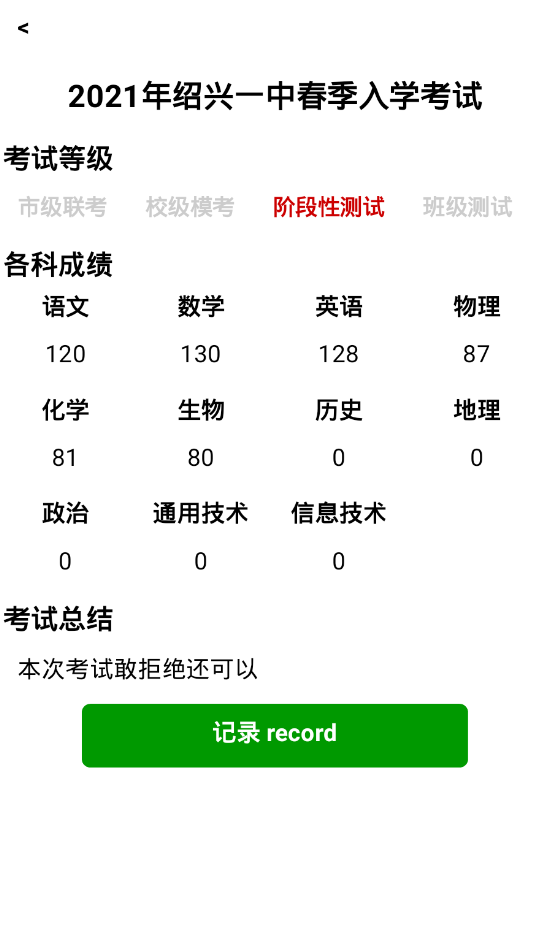 <
2021年绍兴一中春季入学考试
考试等级
市级联考 校级模考 阶段性测试 班级测试
各科成绩
语文 数学 英语 物理
120 130 128 87
化学 生物 历史 地理
81 80 0 0
政治 通用技术 信息技术
0 0 0
考试总结
本次考试敢拒绝还可以
记录 record